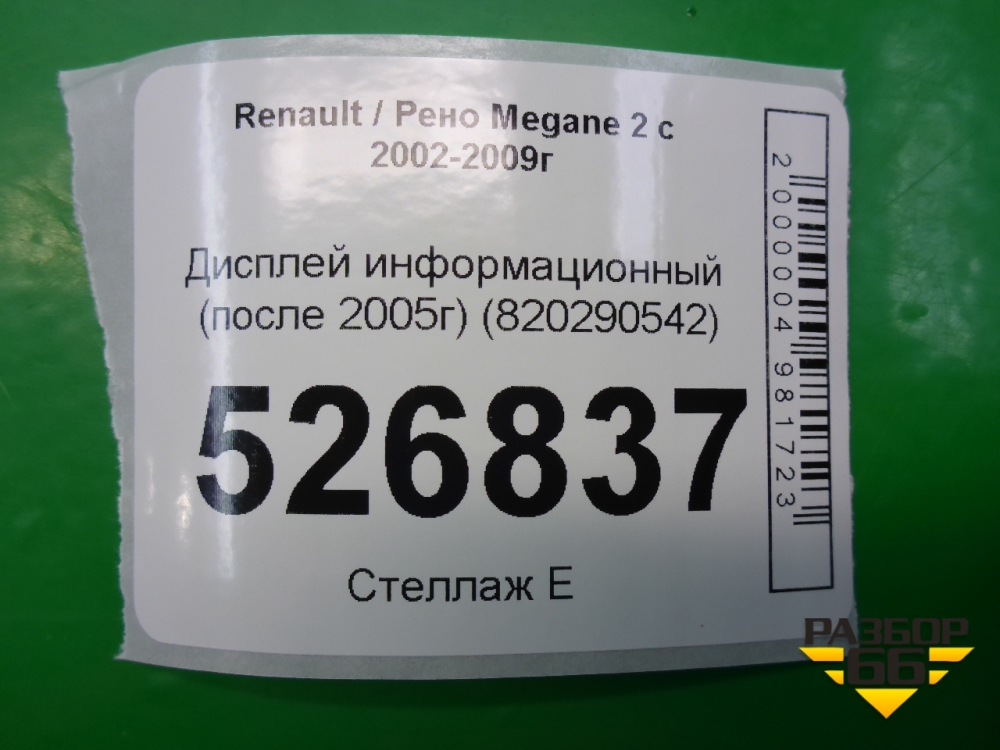 Renault / Рено Megane 2 с
2002-2009г
Дисплей информационный
(после 2005г) (820290542)
526837
Стеллаж Е
2000004981723
РАЗБОР
66